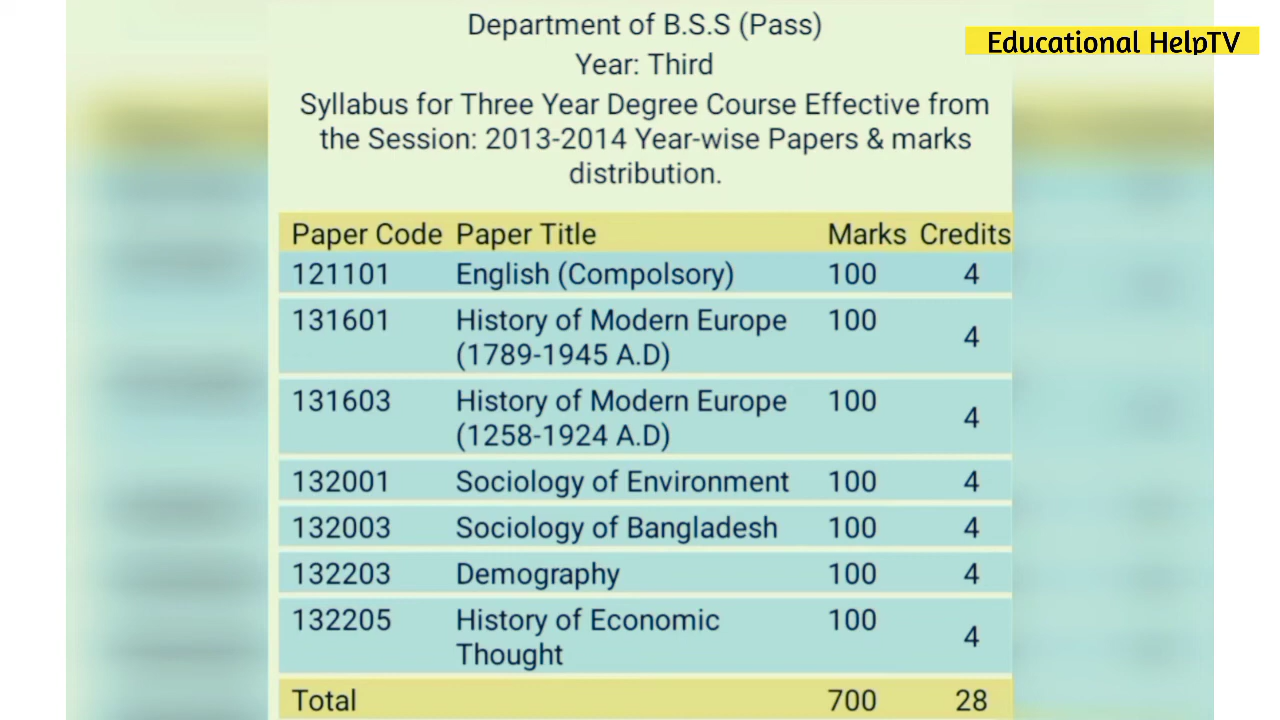 Department of B.S.S (Pass)
Educational HelpTV
Year: Third
Syllabus for Three Year Degree Course Effective from
the Session: 2013-2014 Year-wise Papers & marks
distribution.
Paper Code Paper Title Marks Credits
121101 English (Compolsory) 100 4
131601 History of Modern Europe 100 4
(1789-1945 A.D)
131603 History of Modern Europe 100 4
(1258-1924 A.D)
132001 Sociology of Environment 100 4
132003 Sociology of Bangladesh 100 4
132203 Demography 100 4
132205 History of Economic 100 4
Thought
Total 700 28